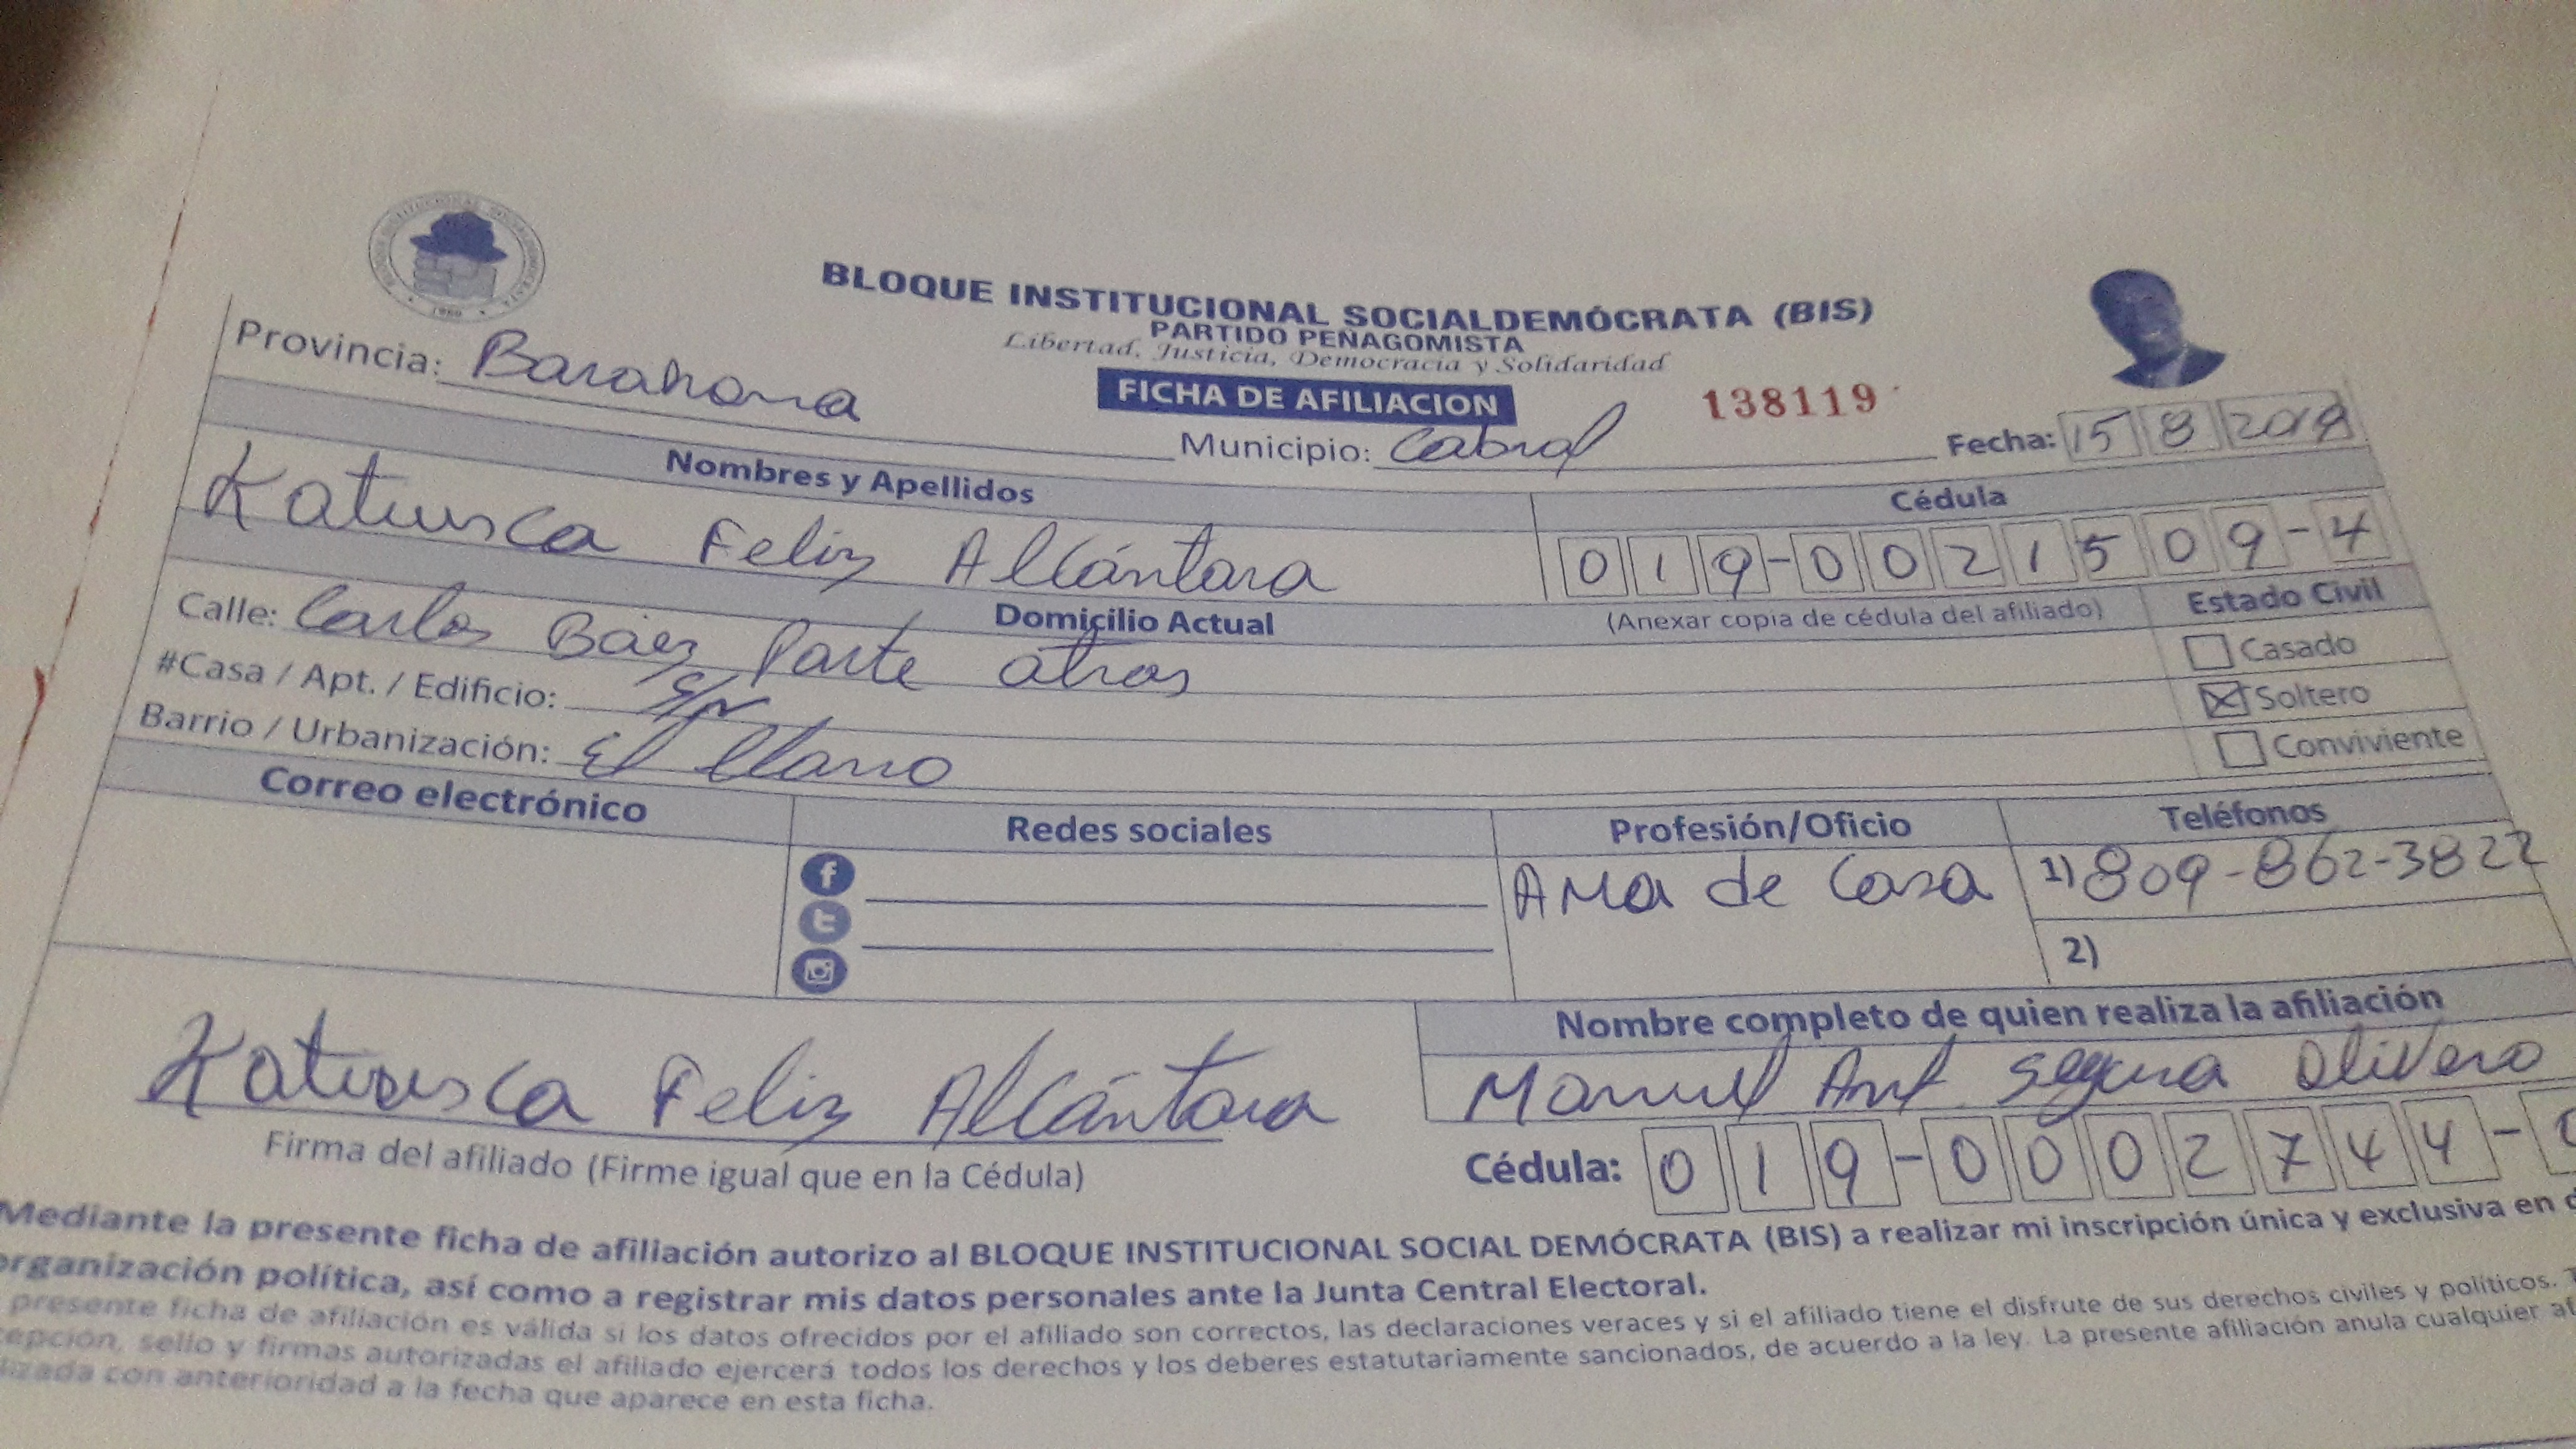 BLOQUE INSTITUCIONAL SOCIALDEMÓCRATA (BIS)
PARTIDO PEÑAGOMISTA
Libertad, Justicia, Democracia y Solidaridad
FICHA DE AFILIACION
138119
Provincia: Barahona Municipio: Cabral Fecha: 15 8 2019
Nombres y Apellidos Cédula
Katiusca Feliz Alcántara 019-0021509-4
Domicilio Actual (Anexar copia de cédula del afiliado) Estado Civil
Calle: Carlos Báez Parte atras Casado
#Casa / Apt. / Edificio: S/N Soltero
Barrio / Urbanización: El llano Conviviente
Correo electrónico Redes sociales Profesión/Oficio Teléfonos
AMa de Casa 1) 809-862-3822
2)
Nombre completo de quien realiza la afiliación
Katiusca Feliz Alcántara Manuel Ant Segura Olivero
Firma del afiliado (Firme igual que en la Cédula) Cédula: 019-0002744-
Mediante la presente ficha de afiliación autorizo al BLOQUE INSTITUCIONAL SOCIAL DEMÓCRATA (BIS) a realizar mi inscripción única y exclusiva en
organización política, así como a registrar mis datos personales ante la Junta Central Electoral.
presente ficha de afiliación es válida si los datos ofrecidos por el afiliado son correctos, las declaraciones veraces y si el afiliado tiene el disfrute de sus derechos civiles y políticos.
epción, sello y firmas autorizadas el afiliado ejercerá todos los derechos y los deberes estatutariamente sancionados, de acuerdo a la ley. La presente afiliación anula cualquier
lizada con anterioridad a la fecha que aparece en esta ficha.